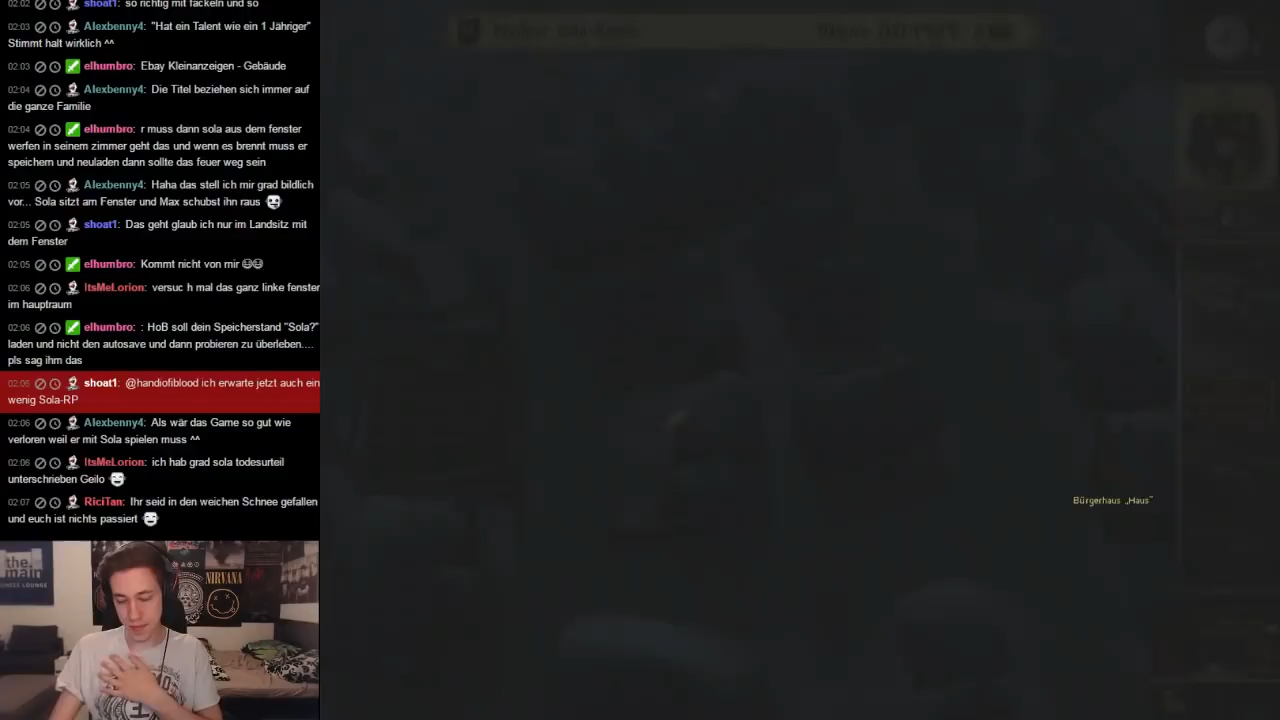 02:02 shoat1: so richtig mit fackeln und so
02:03 Alexbenny4: "Hat ein Talent wie ein 1 Jähriger"
Stimmt halt wirklich ^^
02:03 elhumbro: Ebay Kleinanzeigen - Gebäude
02:04 Alexbenny4: Die Titel beziehen sich immer auf
die ganze Familie
02:04 elhumbro: r muss dann sola aus dem fenster
werfen in seinem zimmer geht das und wenn es brennt muss er
speichern und neuladen dann sollte das feuer weg sein
02:05 Alexbenny4: Haha das stell ich mir grad bildlich
vor... Sola sitzt am Fenster und Max schubst ihn raus
02:05 shoat1: Das geht glaub ich nur im Landsitz mit
dem Fenster
02:05 elhumbro: Kommt nicht von mir
02:06 ItsMeLorion: versuc h mal das ganz linke fenster
im hauptraum
02:06 elhumbro: : HoB soll dein Speicherstand "Sola?"
laden und nicht den autosave und dann probieren zu überleben....
pls sag ihm das
02:06 shoat1: @handiofiblood ich erwarte jetzt auch ein
wenig Sola-RP
02:06 Alexbenny4: Als wär das Game so gut wie
verloren weil er mit Sola spielen muss ^^
02:06 ItsMeLorion: ich hab grad sola todesurteil
unterschrieben Geilo
02:07 RiciTan: Ihr seid in den weichen Schnee gefallen
und euch ist nichts passiert
Bürgerhaus „Haus“
the.
main
NESS LOUNGE
NIRVANA